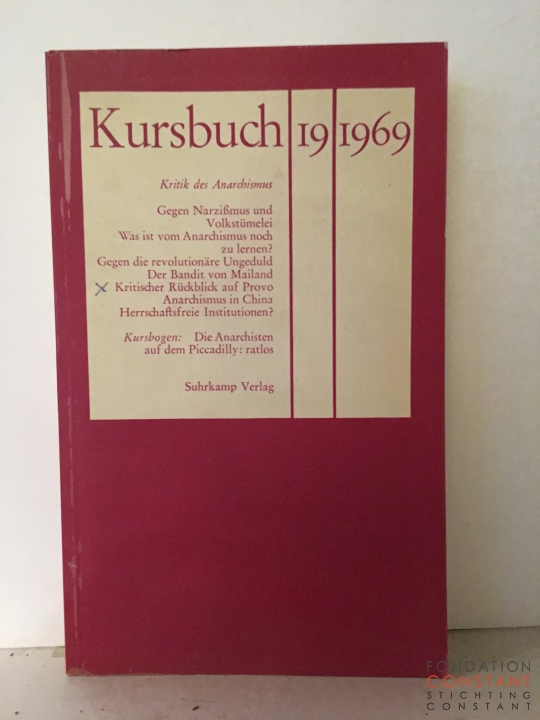 Kursbuch 19 1969
Kritik des Anarchismus
Gegen Narzißmus und
Volkstümelei
Was ist vom Anarchismus noch
zu lernen?
Gegen die revolutionäre Ungeduld
Der Bandit von Mailand
Kritischer Rückblick auf Provo
Anarchismus in China
Herrschaftsfreie Institutionen?
Kursbogen: Die Anarchisten
auf dem Piccadilly: ratlos
Suhrkamp Verlag
FONDATION
CONSTANT
STICHTING
CONSTANT